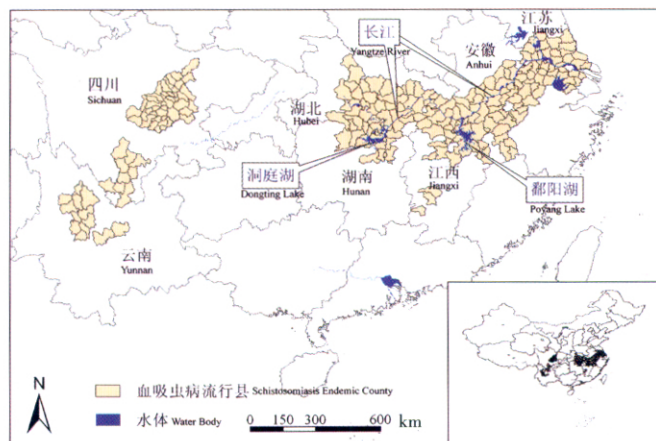 江苏
Jiangxi
长江
Yangtze River
安徽
Anhui
四川
Sichuan
湖北
Hubei
洞庭湖
Dongting Lake
湖南
Hunan
江西
Jiangxi
鄱阳湖
Poyang Lake
云南
Yunnan
N
血吸虫病流行县 Schistosomiasis Endemic County
水体 Water Body
0 150 300 600 km